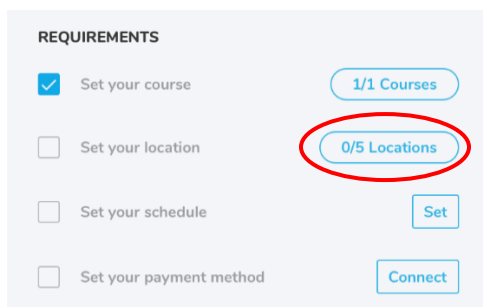 REQUIREMENTS
Set your course 1/1 Courses
Set your location 0/5 Locations
Set your schedule Set
Set your payment method Connect